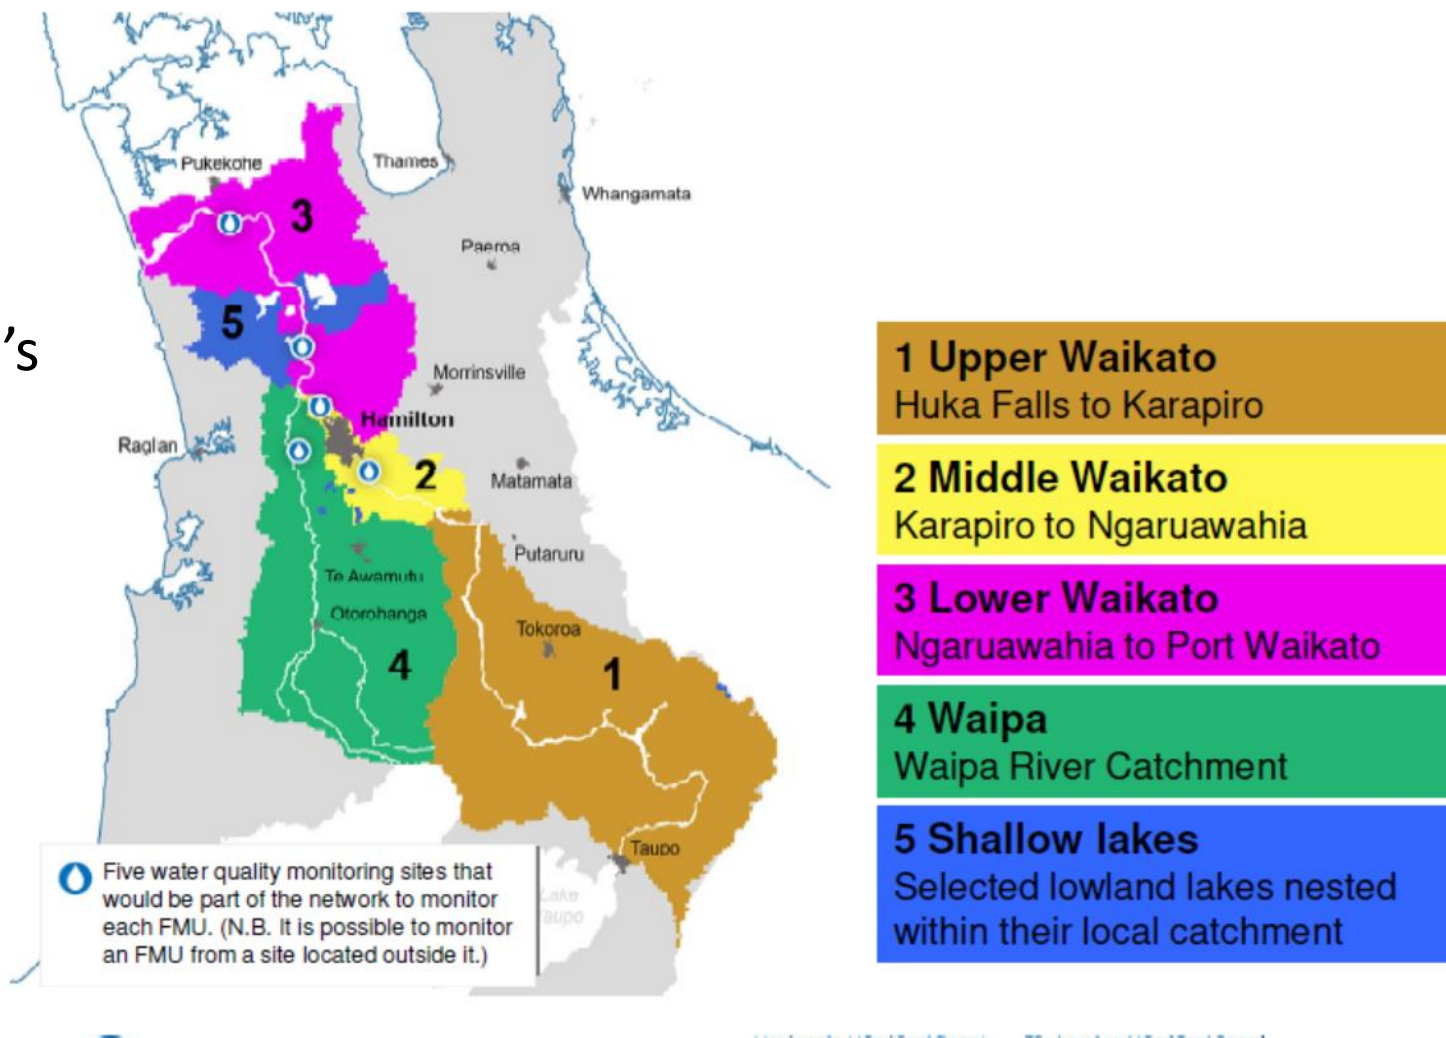 Pukekohe
Thames
Whangamata
3
Paeroa
5
's
Morrinsville
Hamilton
Raglan
2
Matamata
Putaruru
Te Awamutu
Otorohanga
Tokoroa
4
1
Taupo
Lake
Taupo
Five water quality monitoring sites that
would be part of the network to monitor
each FMU. (N.B. It is possible to monitor
an FMU from a site located outside it.)
1 Upper Waikato
Huka Falls to Karapiro
2 Middle Waikato
Karapiro to Ngaruawahia
3 Lower Waikato
Ngaruawahia to Port Waikato
4 Waipa
Waipa River Catchment
5 Shallow lakes
Selected lowland lakes nested
within their local catchment